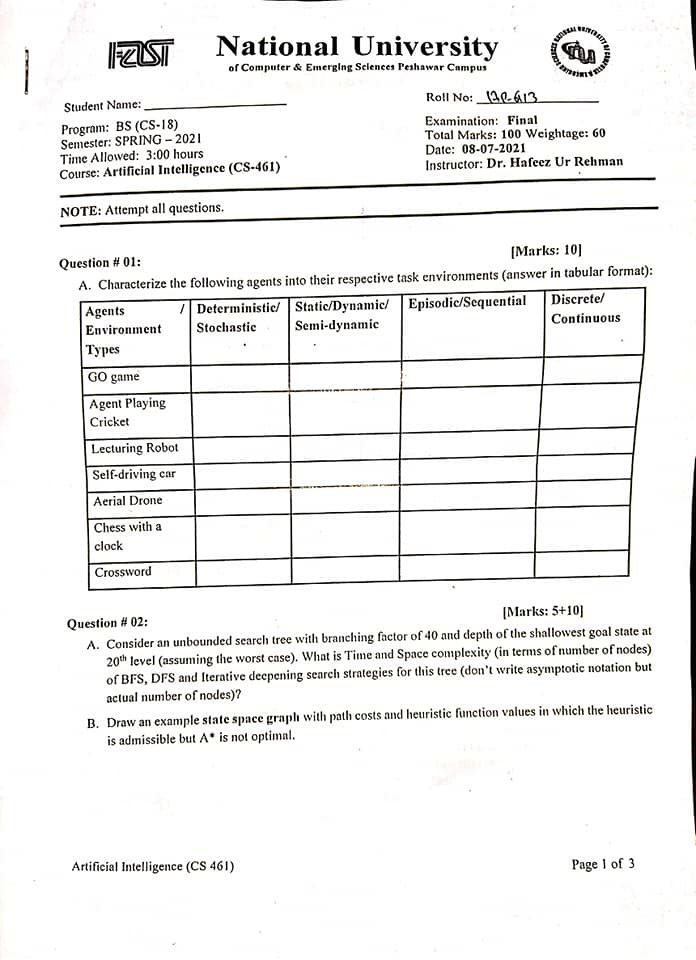 FAST
National University
of Computer & Emerging Sciences Peshawar Campus
Student Name:
Roll No:
Program: BS (CS-18)
Semester: SPRING – 2021
Time Allowed: 3:00 hours
Course: Artificial Intelligence (CS-461)
Examination: Final
Total Marks: 100 Weightage: 60
Date: 08-07-2021
Instructor: Dr. Hafeez Ur Rehman
NOTE: Attempt all questions.
Question # 01:
[Marks: 10]
A. Characterize the following agents into their respective task environments (answer in tabular format):
Agents /
Environment
Types
Deterministic/
Stochastic
Static/Dynamic/
Semi-dynamic
Episodic/Sequential
Discrete/
Continuous
GO game
Agent Playing
Cricket
Lecturing Robot
Self-driving car
Aerial Drone
Chess with a
clock
Crossword
Question # 02:
[Marks: 5+10]
A. Consider an unbounded search tree with branching factor of 40 and depth of the shallowest goal state at
20th level (assuming the worst case). What is Time and Space complexity (in terms of number of nodes)
of BFS, DFS and Iterative deepening search strategies for this tree (don't write asymptotic notation but
actual number of nodes)?
B. Draw an example state space graph with path costs and heuristic function values in which the heuristic
is admissible but A* is not optimal.
Artificial Intelligence (CS 461)
Page 1 of 3